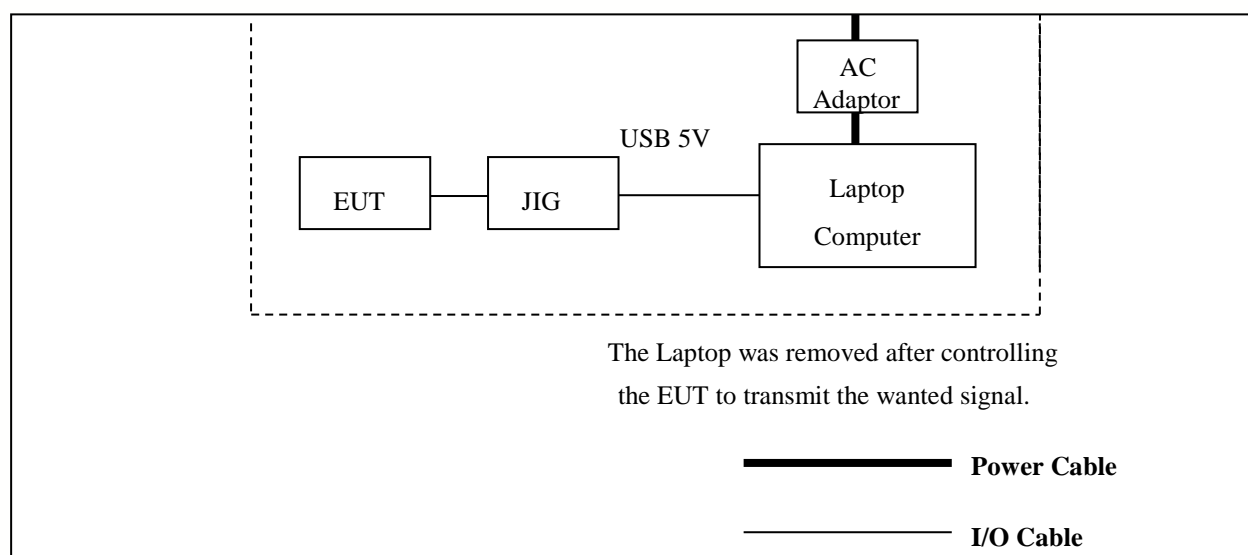 AC
Adaptor
USB 5V
EUT
JIG
Laptop
Computer
The Laptop was removed after controlling
the EUT to transmit the wanted signal.
Power Cable
I/O Cable